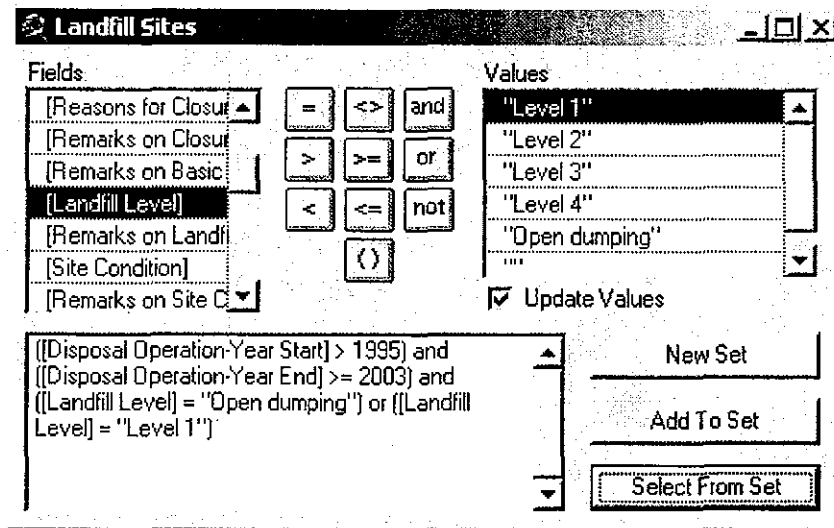 Landfill Sites
Fields
Values
[Reasons for Closur
[Remarks on Closur
[Remarks on Basic
[Landfill Level]
[Remarks on Landfi
[Site Condition]
[Remarks on Site C
= <> and
> >= or
< <= not
()
"Level 1"
"Level 2"
"Level 3"
"Level 4"
"Open dumping"
""
Update Values
([Disposal Operation-Year Start] > 1995) and
([Disposal Operation-Year End] >= 2003) and
([Landfill Level] = "Open dumping") or ([Landfill
Level] = "Level 1")
New Set
Add To Set
Select From Set